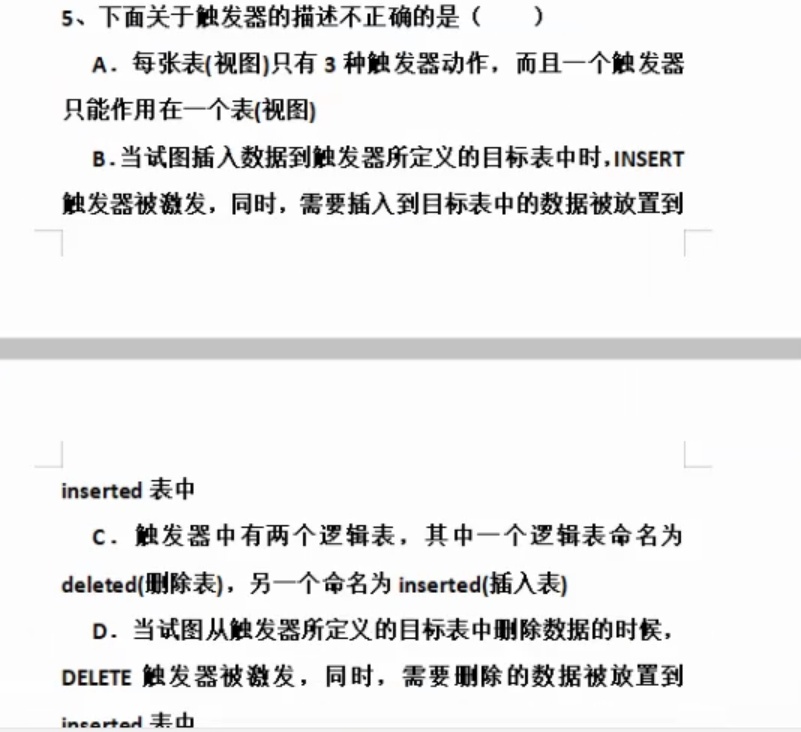 5、下面关于触发器的描述不正确的是（　　）
A．每张表(视图)只有 3 种触发器动作，而且一个触发器
只能作用在一个表(视图)
B.当试图插入数据到触发器所定义的目标表中时,INSERT
触发器被激发，同时，需要插入到目标表中的数据被放置到
inserted 表中
C．触发器中有两个逻辑表，其中一个逻辑表命名为
deleted(删除表)，另一个命名为 inserted(插入表)
D．当试图从触发器所定义的目标表中删除数据的时候，
DELETE 触发器被激发，同时，需要删除的数据被放置到
inserted 表中